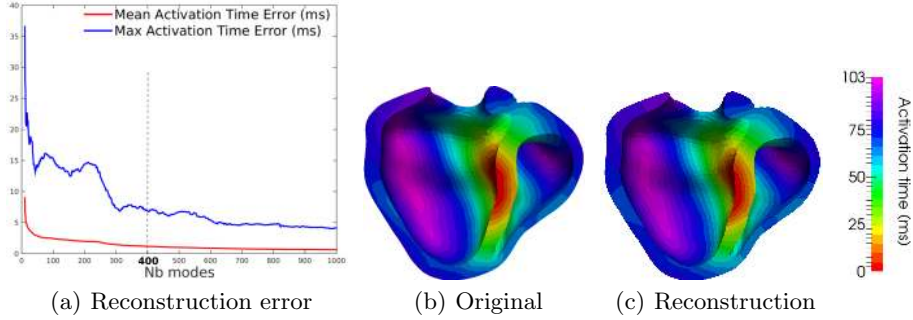 Mean Activation Time Error (ms)
Max Activation Time Error (ms)
40
35
30
25
20
15
10
5
0
0 100 200 300 400 500 600 700 800 900 1000
Nb modes
103
75
50
25
0
Activation time (ms)
(a) Reconstruction error
(b) Original
(c) Reconstruction